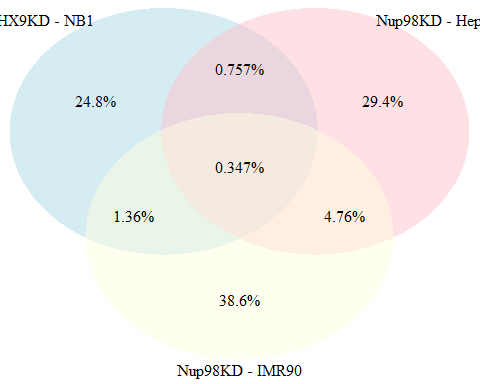 HX9KD - NB1
Nup98KD - Hep
0.757%
24.8%
29.4%
0.347%
1.36%
4.76%
38.6%
Nup98KD - IMR90